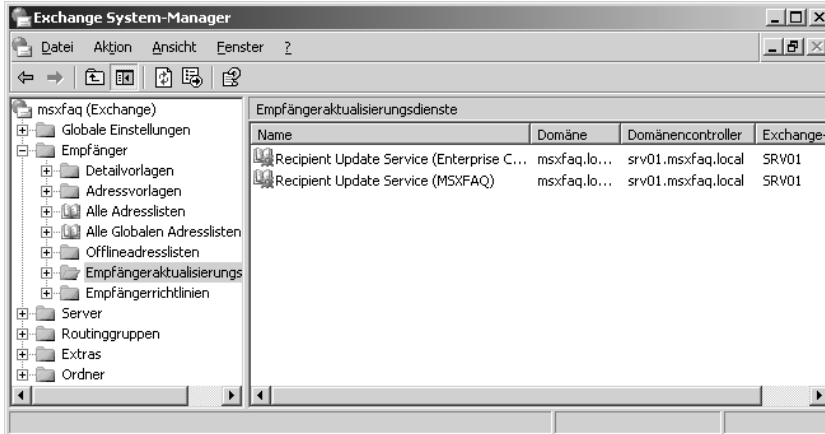 Exchange System-Manager
Datei Aktion Ansicht Fenster ?
msxfaq (Exchange)
Globale Einstellungen
Empfänger
Detailvorlagen
Adressvorlagen
Alle Adresslisten
Alle Globalen Adresslisten
Offlineadresslisten
Empfängeraktualisierungs
Empfängerrichtlinien
Server
Routinggruppen
Extras
Ordner
Empfängeraktualisierungsdienste
Name Domäne Domänencontroller Exchange-
Recipient Update Service (Enterprise C... msxfaq.lo... srv01.msxfaq.local SRV01
Recipient Update Service (MSXFAQ) msxfaq.lo... srv01.msxfaq.local SRV01